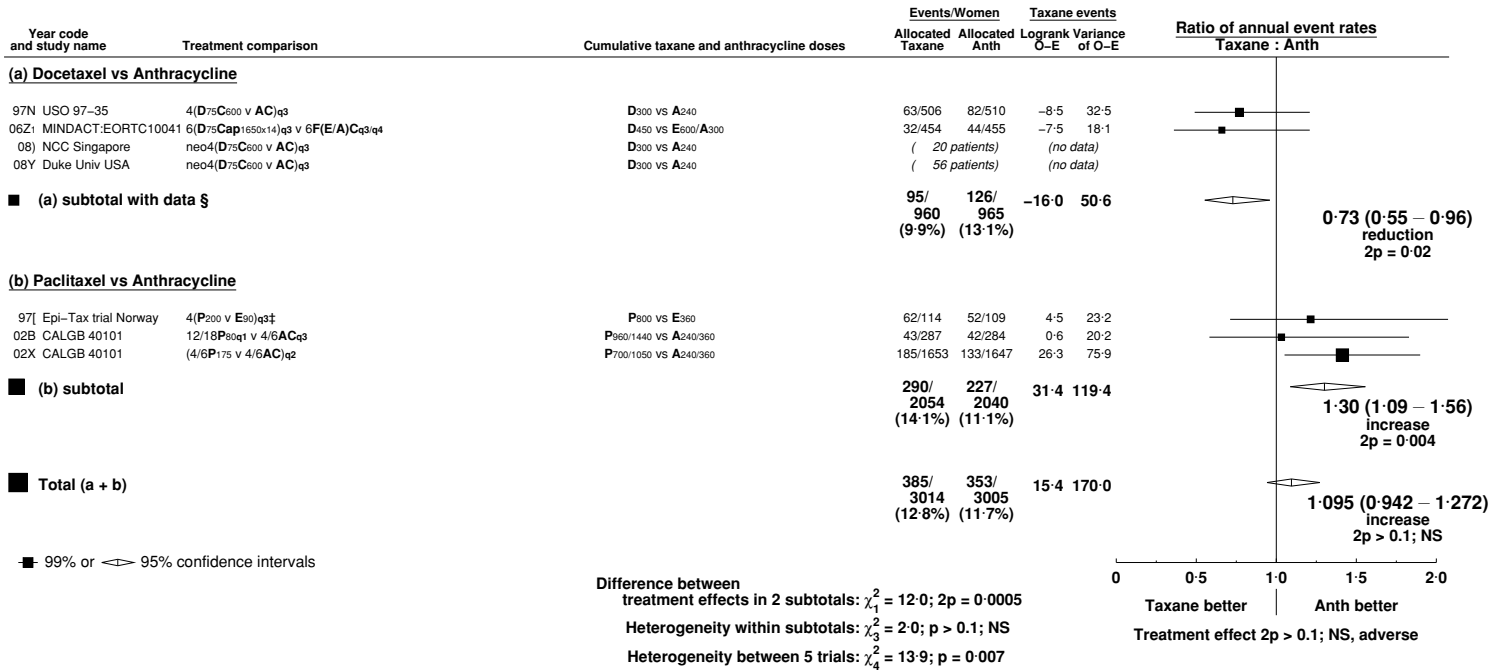 Events/Women Taxane events
Year code and study name Treatment comparison Cumulative taxane and anthracycline doses Allocated Taxane Allocated Anth Logrank O–E Variance of O–E Ratio of annual event rates Taxane : Anth
(a) Docetaxel vs Anthracycline
97N USO 97–35 4(D75C600 v AC)q3 D300 vs A240 63/506 82/510 –8·5 32·5
06Z1 MINDACT:EORTC10041 6(D75Cap1650x14)q3 v 6F(E/A)Cq3/q4 D450 vs E600/A300 32/454 44/455 –7·5 18·1
08) NCC Singapore neo4(D75C600 v AC)q3 D300 vs A240 ( 20 patients) (no data)
08Y Duke Univ USA neo4(D75C600 v AC)q3 D300 vs A240 ( 56 patients) (no data)
(a) subtotal with data § 95/960 (9·9%) 126/965 (13·1%) –16·0 50·6
0·73 (0·55 – 0·96)
reduction
2p = 0·02
(b) Paclitaxel vs Anthracycline
97[ Epi–Tax trial Norway 4(P200 v E90)q3‡ P800 vs E360 62/114 52/109 4·5 23·2
02B CALGB 40101 12/18P80q1 v 4/6ACq3 P960/1440 vs A240/360 43/287 42/284 0·6 20·2
02X CALGB 40101 (4/6P175 v 4/6AC)q2 P700/1050 vs A240/360 185/1653 133/1647 26·3 75·9
(b) subtotal 290/2054 (14·1%) 227/2040 (11·1%) 31·4 119·4
1·30 (1·09 – 1·56)
increase
2p = 0·004
Total (a + b) 385/3014 (12·8%) 353/3005 (11·7%) 15·4 170·0
1·095 (0·942 – 1·272)
increase
2p > 0·1; NS
99% or 95% confidence intervals
0 0·5 1·0 1·5 2·0
Taxane better Anth better
Treatment effect 2p > 0·1; NS, adverse
Difference between
treatment effects in 2 subtotals: χ²₁ = 12·0; 2p = 0·0005
Heterogeneity within subtotals: χ²₃ = 2·0; p > 0·1; NS
Heterogeneity between 5 trials: χ²₄ = 13·9; p = 0·007